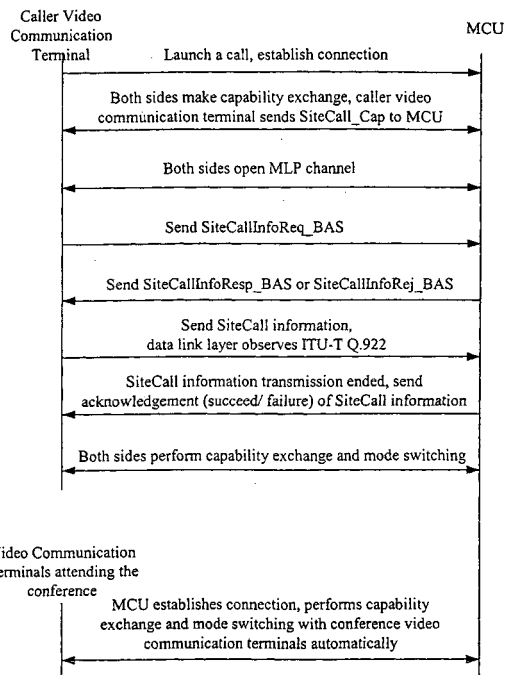 Caller Video
Communication
Terminal
MCU
Launch a call, establish connection
Both sides make capability exchange, caller video
communication terminal sends SiteCall_Cap to MCU
Both sides open MLP channel
Send SiteCallInfoReq_BAS
Send SiteCallInfoResp_BAS or SiteCallInfoRej_BAS
Send SiteCall information,
data link layer observes ITU-T Q.922
SiteCall information transmission ended, send
acknowledgement (succeed/ failure) of SiteCall information
Both sides perform capability exchange and mode switching
Video Communication
Terminals attending the
conference
MCU establishes connection, performs capability
exchange and mode switching with conference video
communication terminals automatically